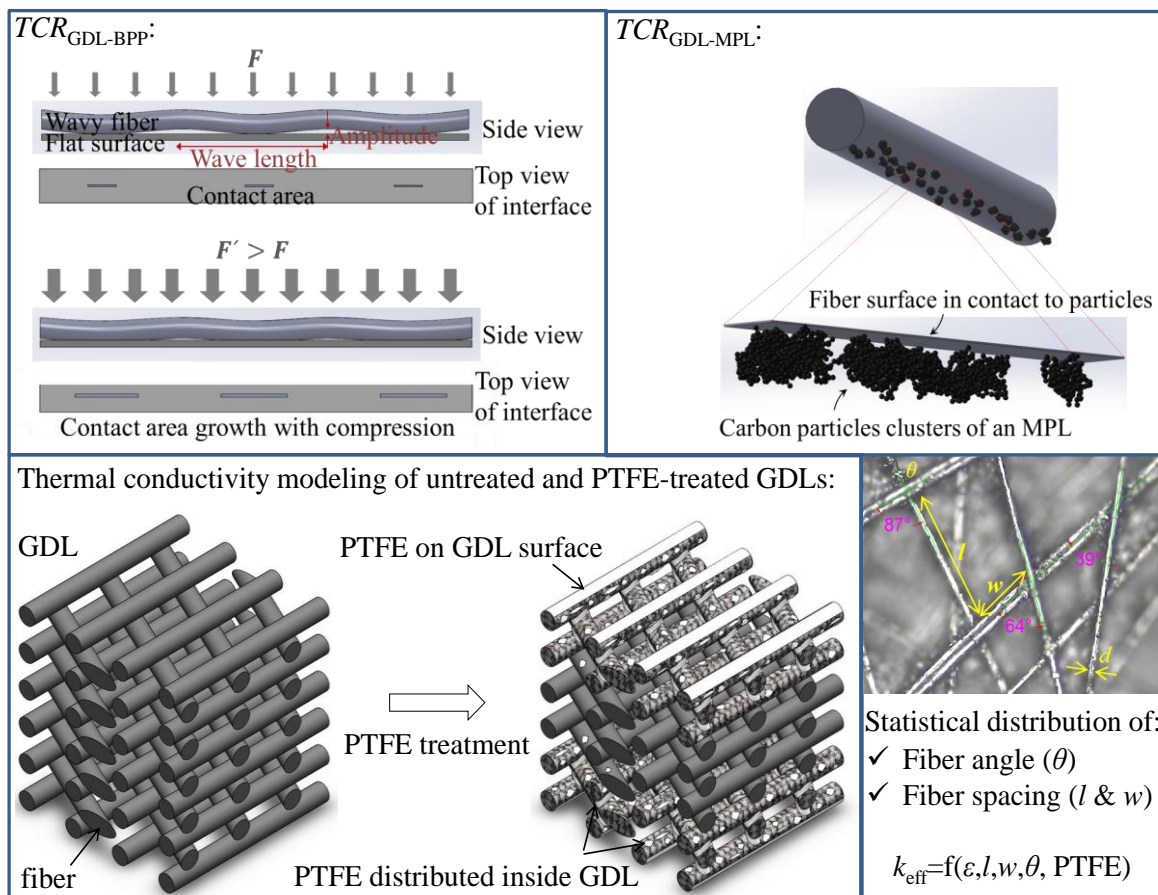 TCR_GDL-BPP:
F
Wavy fiber
Flat surface
Amplitude
Wave length
Side view
Contact area
Top view
of interface
F′ > F
Side view
Top view
of interface
Contact area growth with compression
TCR_GDL-MPL:
Fiber surface in contact to particles
Carbon particles clusters of an MPL
Thermal conductivity modeling of untreated and PTFE-treated GDLs:
GDL
PTFE on GDL surface
PTFE treatment
fiber
PTFE distributed inside GDL
θ
87°
l
w
39°
64°
d
Statistical distribution of:
✓ Fiber angle (θ)
✓ Fiber spacing (l & w)
k_eff=f(ε,l,w,θ, PTFE)